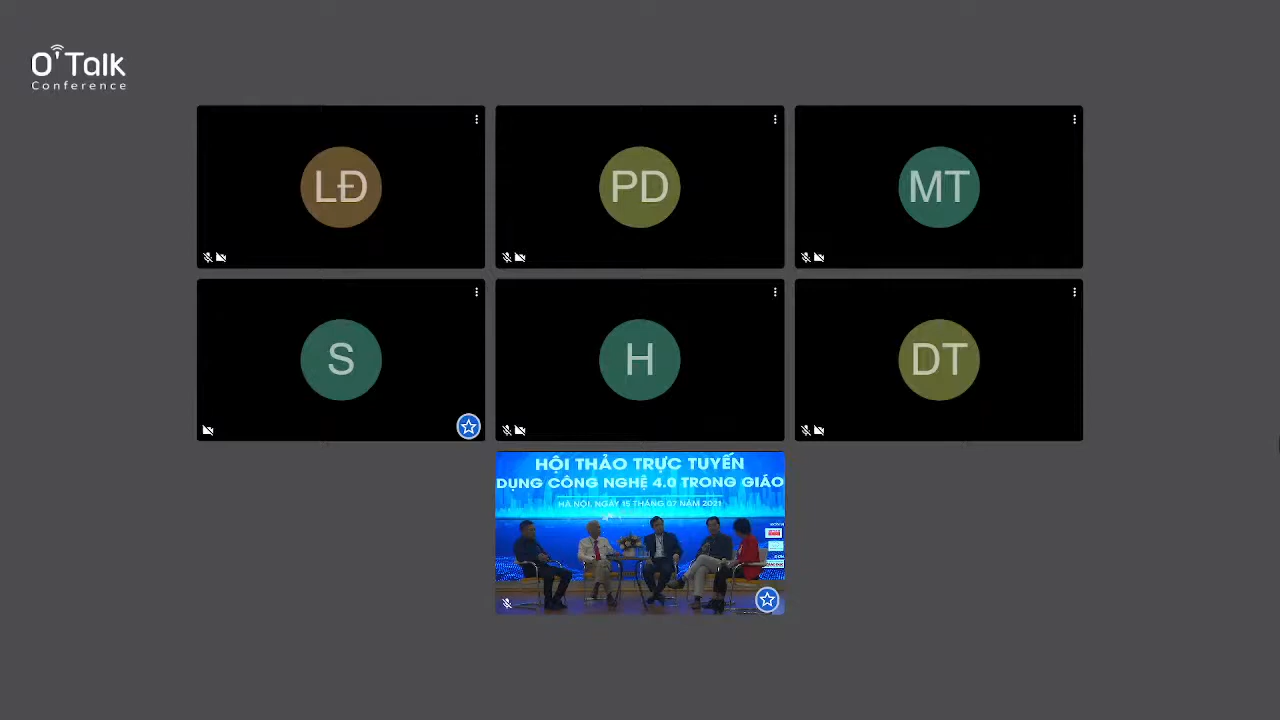 O'Talk
Conference
LĐ
PD
MT
S
H
DT
HỘI THẢO TRỰC TUYẾN
DỤNG CÔNG NGHỆ 4.0 TRONG GIÁO
HÀ NỘI, NGÀY 15 THÁNG 07 NĂM 2021